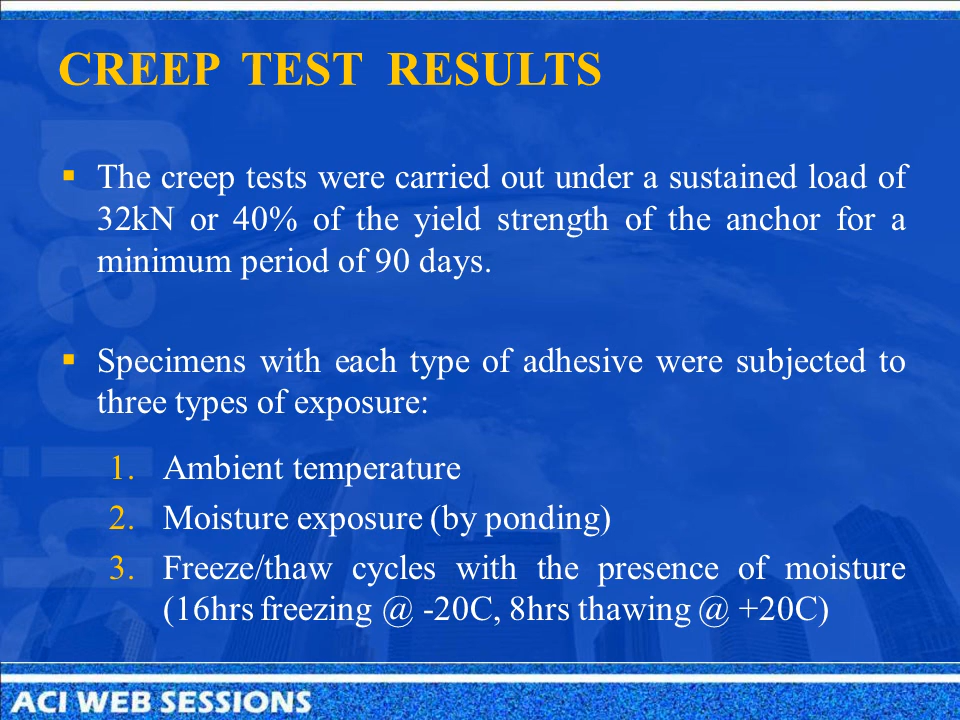 CREEP TEST RESULTS
▪ The creep tests were carried out under a sustained load of
32kN or 40% of the yield strength of the anchor for a
minimum period of 90 days.
▪ Specimens with each type of adhesive were subjected to
three types of exposure:
1. Ambient temperature
2. Moisture exposure (by ponding)
3. Freeze/thaw cycles with the presence of moisture
(16hrs freezing @ -20C, 8hrs thawing @ +20C)
hicago
ACI WEB SESSIONS